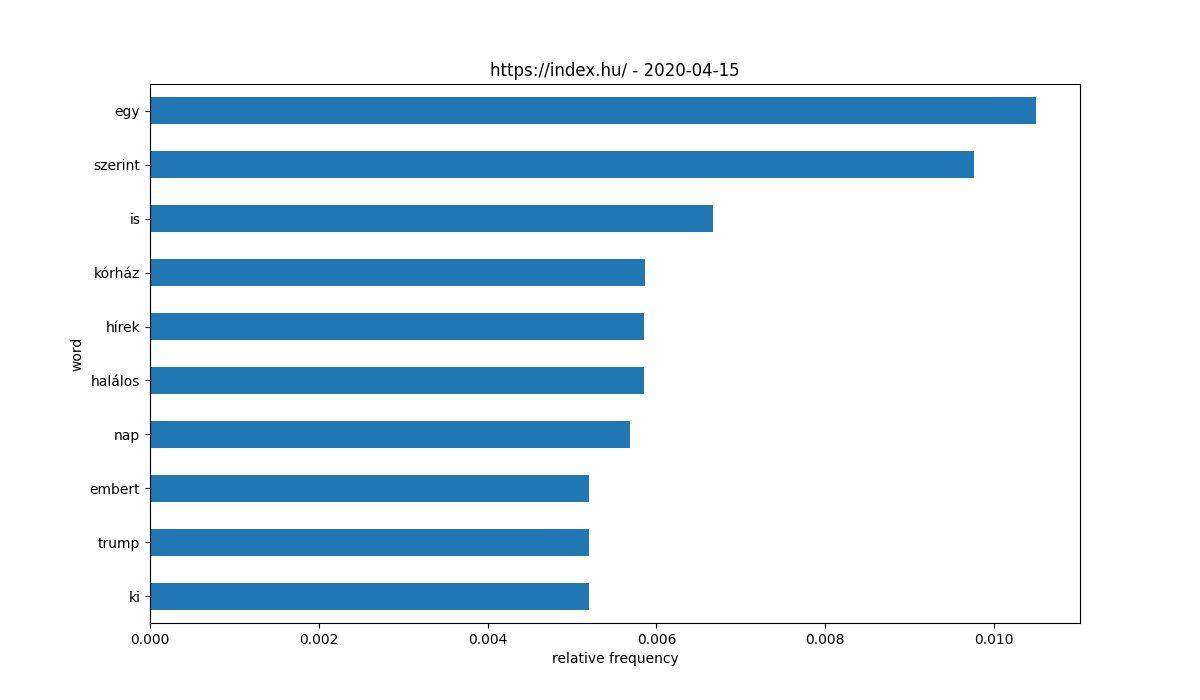 https://index.hu/ - 2020-04-15
egy
szerint
is
kórház
hírek
halálos
nap
embert
trump
ki
word
0.000 0.002 0.004 0.006 0.008 0.010
relative frequency